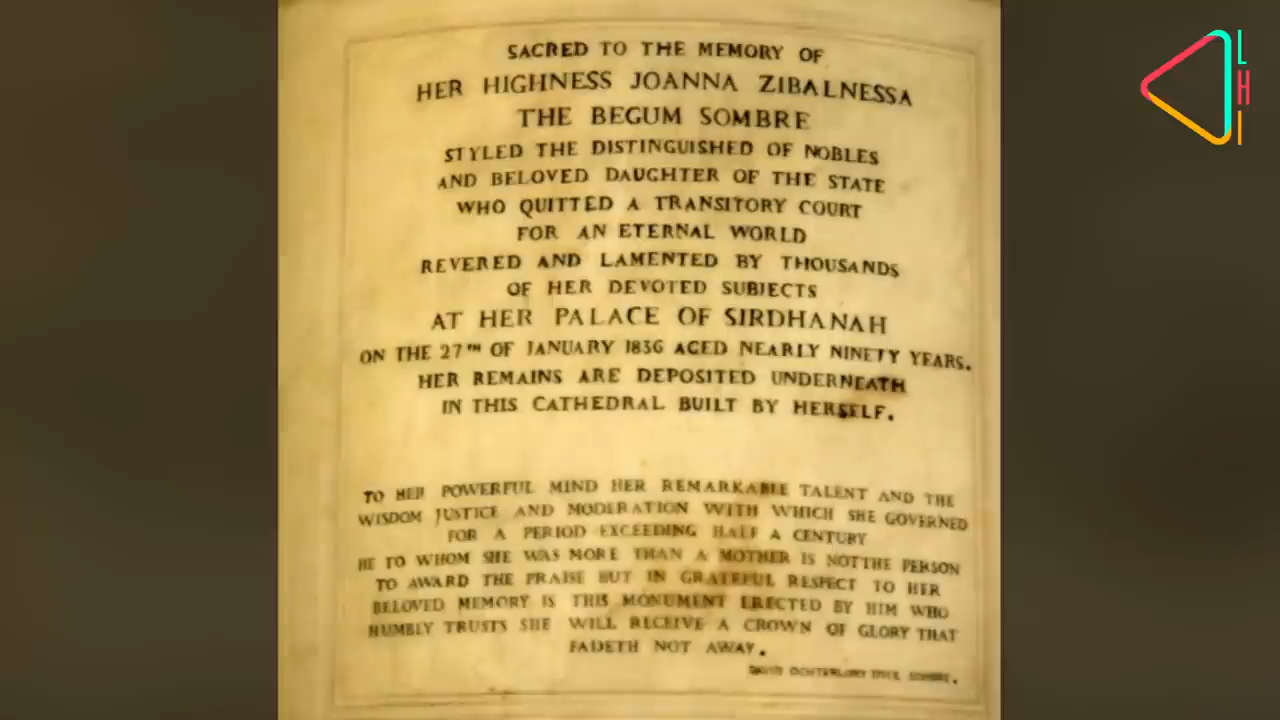 SACRED TO THE MEMORY OF
HER HIGHNESS JOANNA ZIBALNESSA
THE BEGUM SOMBRE
STYLED THE DISTINGUISHED OF NOBLES
AND BELOVED DAUGHTER OF THE STATE
WHO QUITTED A TRANSITORY COURT
FOR AN ETERNAL WORLD
REVERED AND LAMENTED BY THOUSANDS
OF HER DEVOTED SUBJECTS
AT HER PALACE OF SIRDHANAH
ON THE 27TH OF JANUARY 1836 AGED NEARLY NINETY YEARS.
HER REMAINS ARE DEPOSITED UNDERNEATH
IN THIS CATHEDRAL BUILT BY HERSELF.
TO HER POWERFUL MIND HER REMARKABLE TALENT AND THE
WISDOM JUSTICE AND MODERATION WITH WHICH SHE GOVERNED
FOR A PERIOD EXCEEDING HALF A CENTURY
HE TO WHOM SHE WAS MORE THAN A MOTHER IS NOT THE PERSON
TO AWARD THE PRAISE BUT IN GRATEFUL RESPECT TO HER
BELOVED MEMORY IS THIS MONUMENT ERECTED BY HIM WHO
HUMBLY TRUSTS SHE WILL RECEIVE A CROWN OF GLORY THAT
FADETH NOT AWAY.
DAVID OCHTERLONY DYCE SOMBRE.
LHI